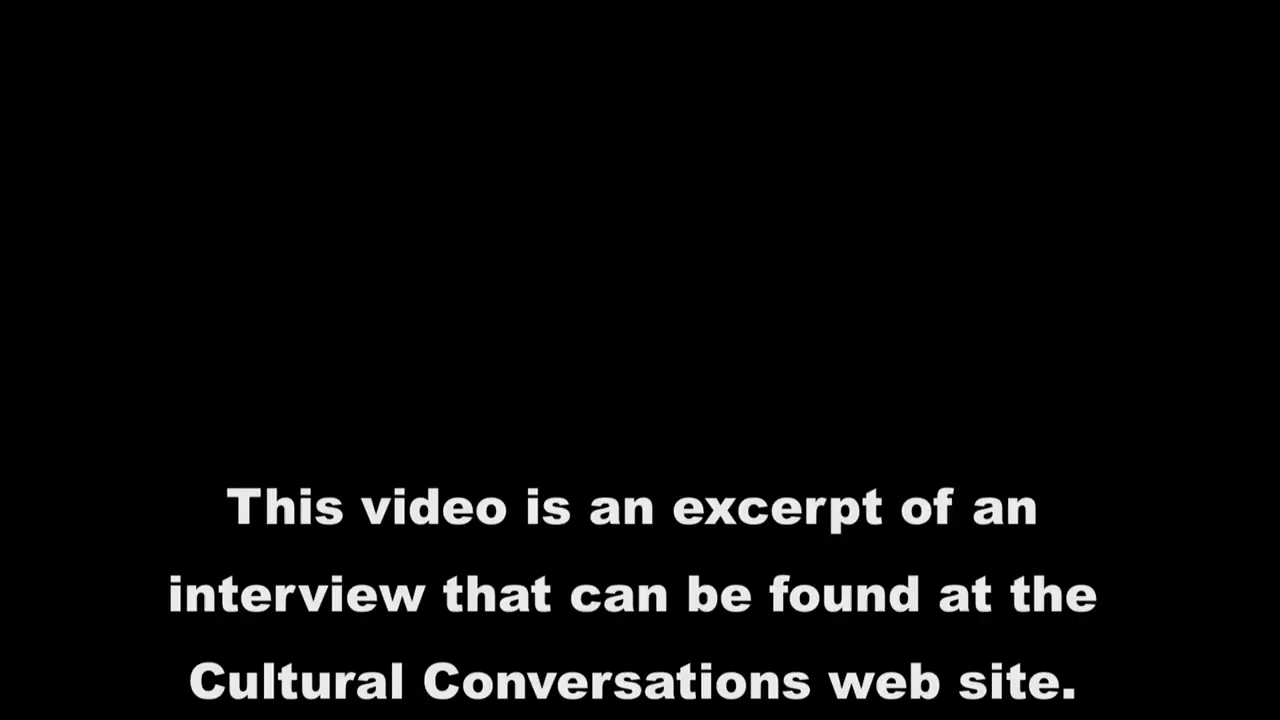 This video is an excerpt of an
interview that can be found at the
Cultural Conversations web site.